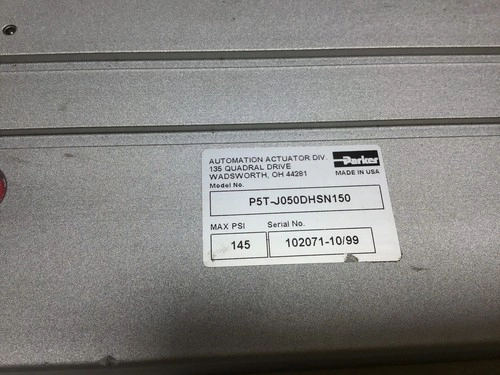 AUTOMATION ACTUATOR DIV.
135 QUADRAL DRIVE
WADSWORTH, OH 44281
Parker
MADE IN USA
Model No.
P5T-J050DHSN150
MAX PSI
Serial No.
145
102071-10/99